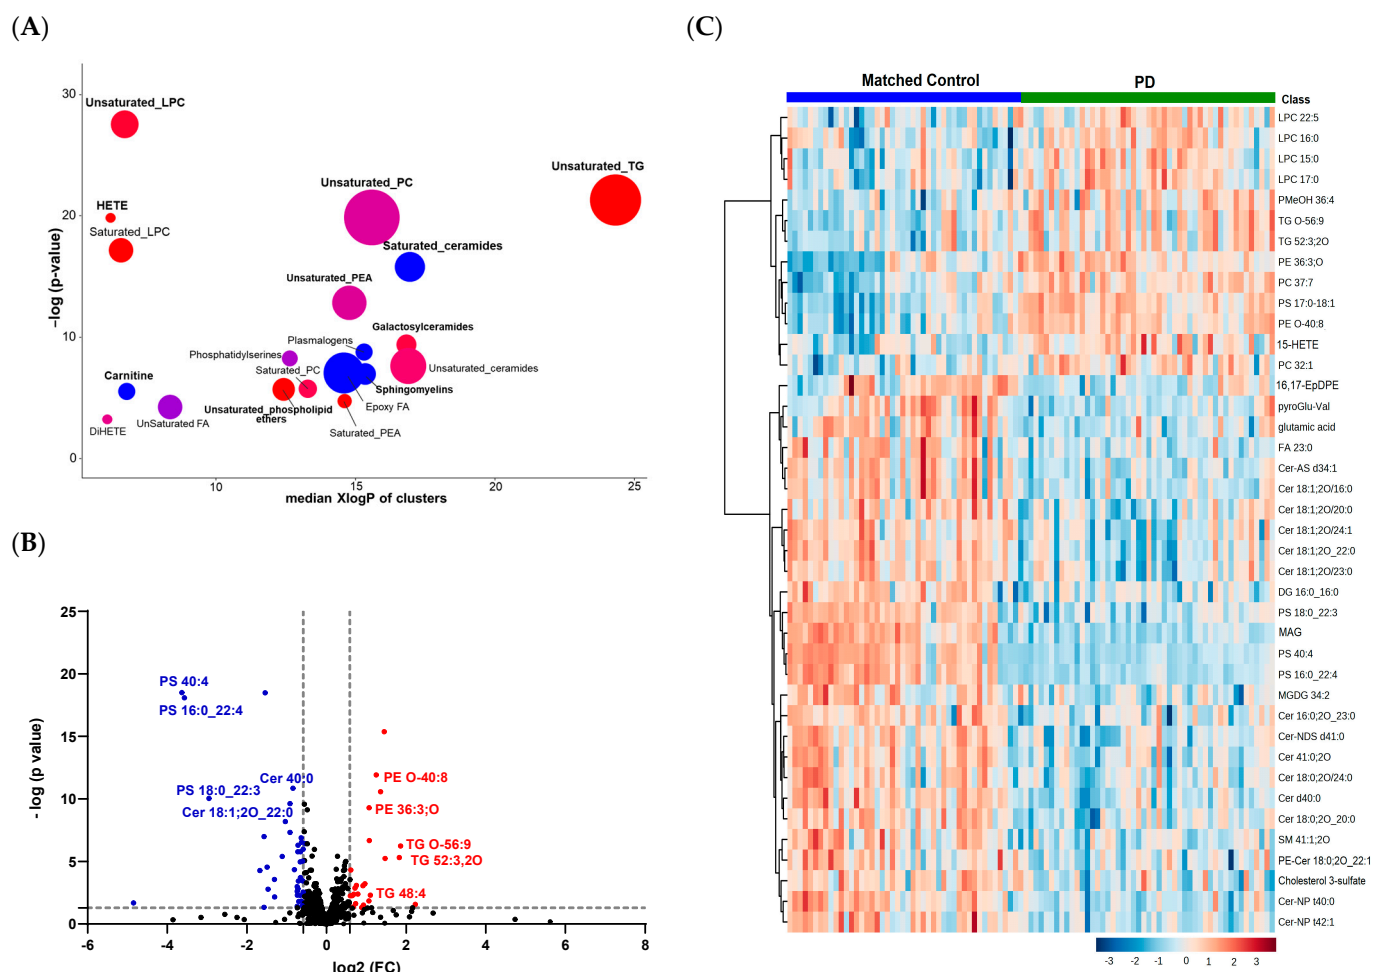 (A)
30
20
10
0
−log (p-value)
Unsaturated_LPC
HETE
Saturated_LPC
Unsaturated_PC
Unsaturated_TG
Saturated_ceramides
Unsaturated_PEA
Galactosylceramides
Plasmalogens
Phosphatidylserines
Saturated_PC
Unsaturated_ceramides
Carnitine
Sphingomyelins
Unsaturated_phospholipid
ethers
Epoxy FA
UnSaturated FA
DiHETE
Saturated_PEA
10
15
20
25
median XlogP of clusters
(B)
25
20
15
10
5
0
- log (p value)
PS 40:4
PS 16:0_22:4
Cer 40:0
PS 18:0_22:3
Cer 18:1;2O_22:0
PE O-40:8
PE 36:3;O
TG O-56:9
TG 52:3,2O
TG 48:4
-6
-4
-2
0
2
4
6
8
log2 (FC)
(C)
Matched Control
PD
Class
LPC 22:5
LPC 16:0
LPC 15:0
LPC 17:0
PMeOH 36:4
TG O-56:9
TG 52:3;2O
PE 36:3;O
PC 37:7
PS 17:0-18:1
PE O-40:8
15-HETE
PC 32:1
16,17-EpDPE
pyroGlu-Val
glutamic acid
FA 23:0
Cer-AS d34:1
Cer 18:1;2O/16:0
Cer 18:1;2O/20:0
Cer 18:1;2O/24:1
Cer 18:1;2O_22:0
Cer 18:1;2O/23:0
DG 16:0_16:0
PS 18:0_22:3
MAG
PS 40:4
PS 16:0_22:4
MGDG 34:2
Cer 16:0;2O_23:0
Cer-NDS d41:0
Cer 41:0;2O
Cer 18:0;2O/24:0
Cer d40:0
Cer 18:0;2O_20:0
SM 41:1;2O
PE-Cer 18:0;2O_22:1
Cholesterol 3-sulfate
Cer-NP t40:0
Cer-NP t42:1
-3 -2 -1 0 1 2 3